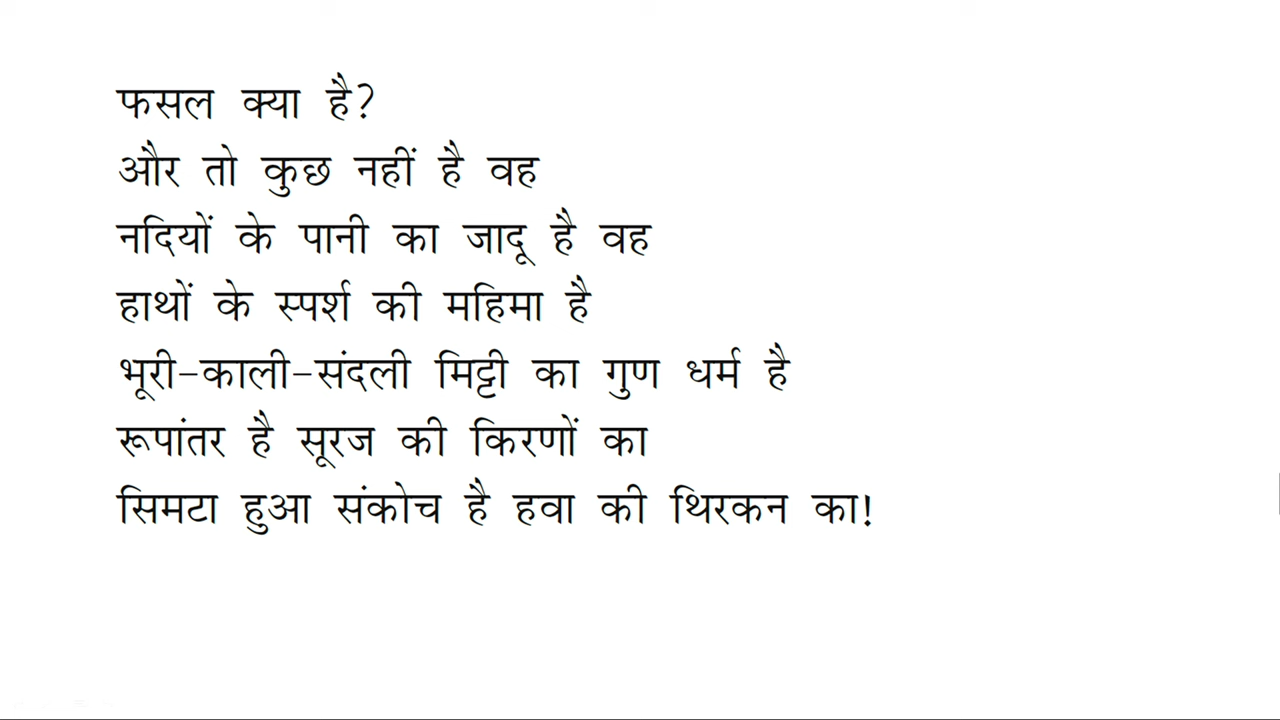 फसल क्या है?
और तो कुछ नहीं है वह
नदियों के पानी का जादू है वह
हाथों के स्पर्श की महिमा है
भूरी-काली-संदली मिट्टी का गुण धर्म है
रूपांतर है सूरज की किरणों का
सिमटा हुआ संकोच है हवा की थिरकन का!